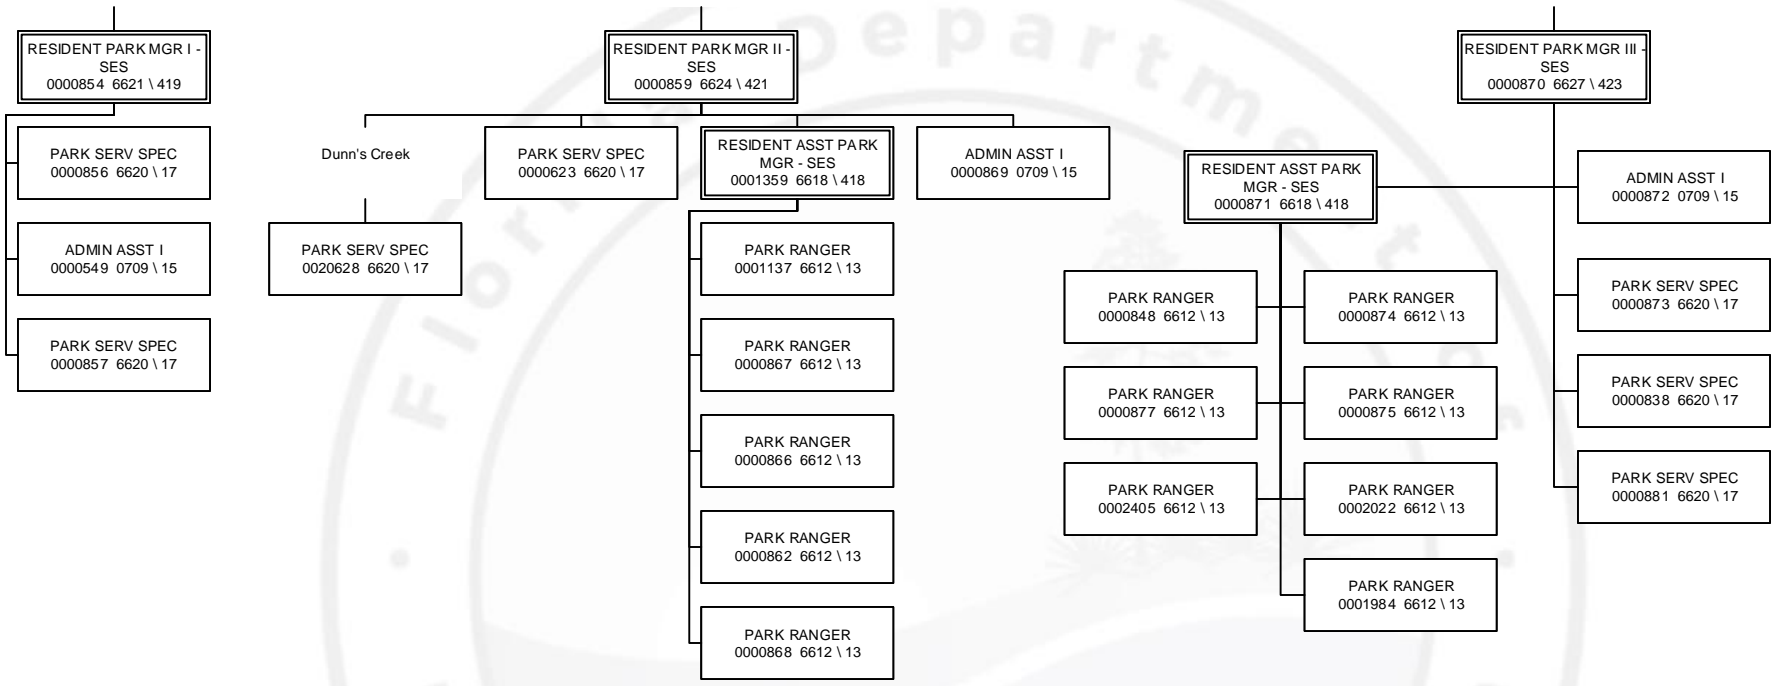 RESIDENT PARK MGR I -
SES
0000854 6621 \ 419
PARK SERV SPEC
0000856 6620 \ 17
ADMIN ASST I
0000549 0709 \ 15
PARK SERV SPEC
0000857 6620 \ 17
RESIDENT PARK MGR II -
SES
0000859 6624 \ 421
Dunn's Creek
PARK SERV SPEC
0020628 6620 \ 17
PARK SERV SPEC
0000623 6620 \ 17
RESIDENT ASST PARK
MGR - SES
0001359 6618 \ 418
PARK RANGER
0001137 6612 \ 13
PARK RANGER
0000867 6612 \ 13
PARK RANGER
0000866 6612 \ 13
PARK RANGER
0000862 6612 \ 13
PARK RANGER
0000868 6612 \ 13
ADMIN ASST I
0000869 0709 \ 15
RESIDENT PARK MGR III -
SES
0000870 6627 \ 423
RESIDENT ASST PARK
MGR - SES
0000871 6618 \ 418
PARK RANGER
0000848 6612 \ 13
PARK RANGER
0000874 6612 \ 13
PARK RANGER
0000877 6612 \ 13
PARK RANGER
0000875 6612 \ 13
PARK RANGER
0002405 6612 \ 13
PARK RANGER
0002022 6612 \ 13
PARK RANGER
0001984 6612 \ 13
ADMIN ASST I
0000872 0709 \ 15
PARK SERV SPEC
0000873 6620 \ 17
PARK SERV SPEC
0000838 6620 \ 17
PARK SERV SPEC
0000881 6620 \ 17
Florida Department of